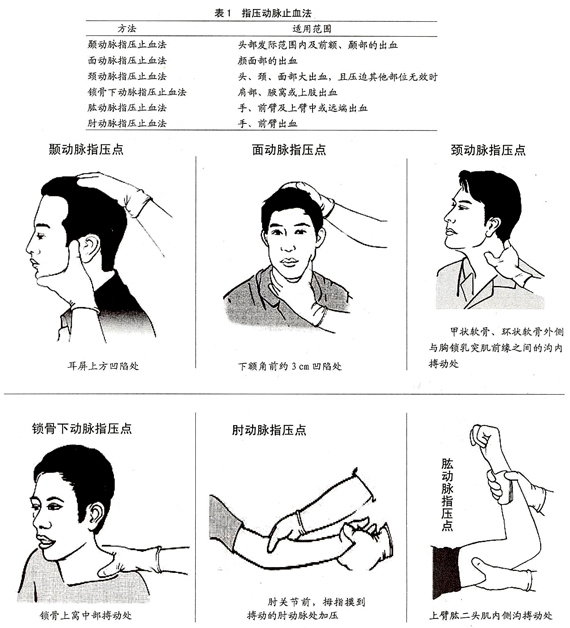 表1 指压动脉止血法
方法 适用范围
颞动脉指压止血法 头部发际范围内及前额、颞部的出血
面动脉指压止血法 颜面部的出血
颈动脉指压止血法 头、颈、面部大出血，且压迫其他部位无效时
锁骨下动脉指压止血法 肩部、腋窝或上肢出血
肱动脉指压止血法 手、前臂及上臂中或远端出血
肘动脉指压止血法 手、前臂出血
颞动脉指压点
面动脉指压点
颈动脉指压点
耳屏上方凹陷处
下额角前约3cm凹陷处
甲状软骨、环状软骨外侧
与胸锁乳突肌前缘之间的沟内
搏动处
锁骨下动脉指压点
肘动脉指压点
肱动脉指压点
锁骨上窝中部搏动处
肘关节前，拇指摸到
搏动的肘动脉处加压
上臂肱二头肌内侧沟搏动处